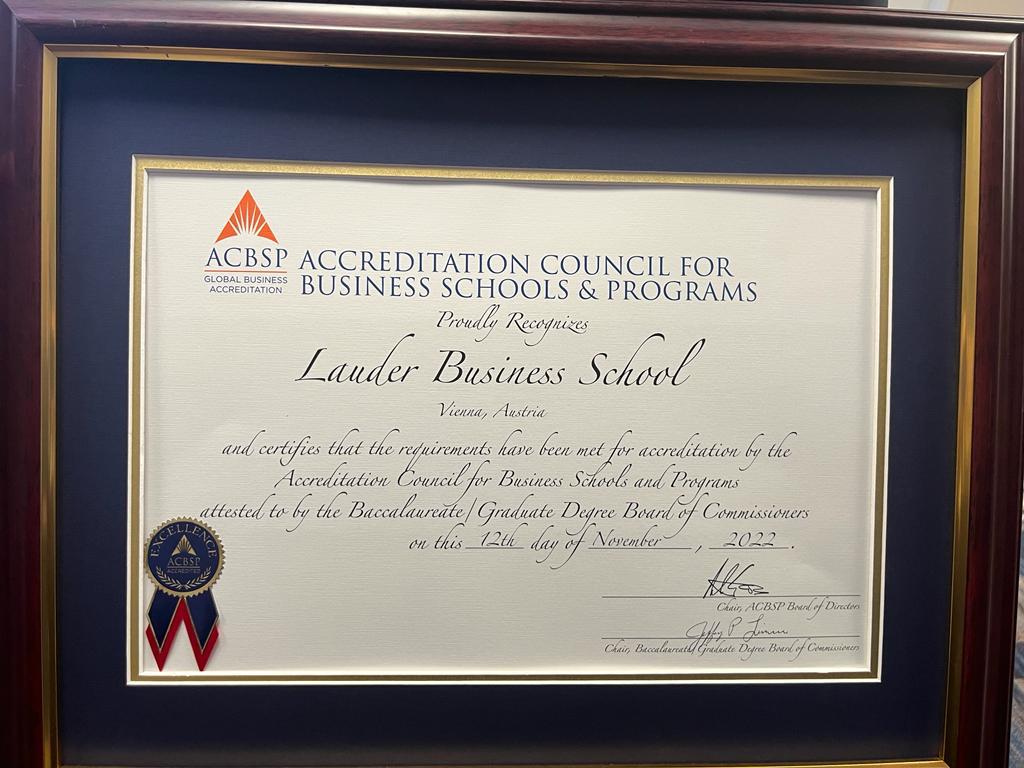 ACBSP
GLOBAL BUSINESS
ACCREDITATION
ACCREDITATION COUNCIL FOR
BUSINESS SCHOOLS & PROGRAMS
Proudly Recognizes
Lauder Business School
Vienna, Austria
and certifies that the requirements have been met for accreditation by the
Accreditation Council for Business Schools and Programs
attested to by the Baccalaureate/Graduate Degree Board of Commissioners
on this 12th day of November, 2022.
EXCELLENCE
ACBSP
ACCREDITED
Chair, ACBSP Board of Directors
Chair, Baccalaureate/Graduate Degree Board of Commissioners